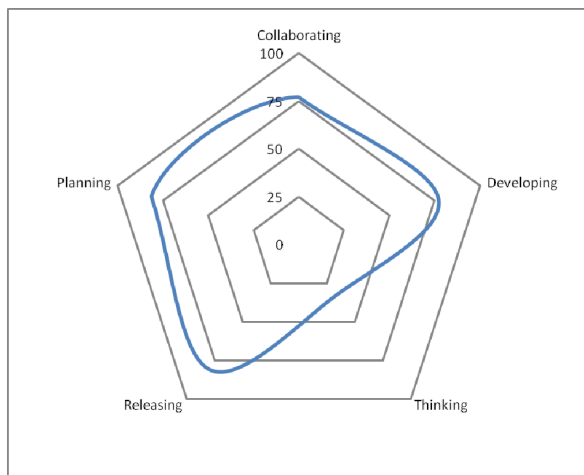 Collaborating
100
75
Planning
Developing
50
25
0
Releasing
Thinking